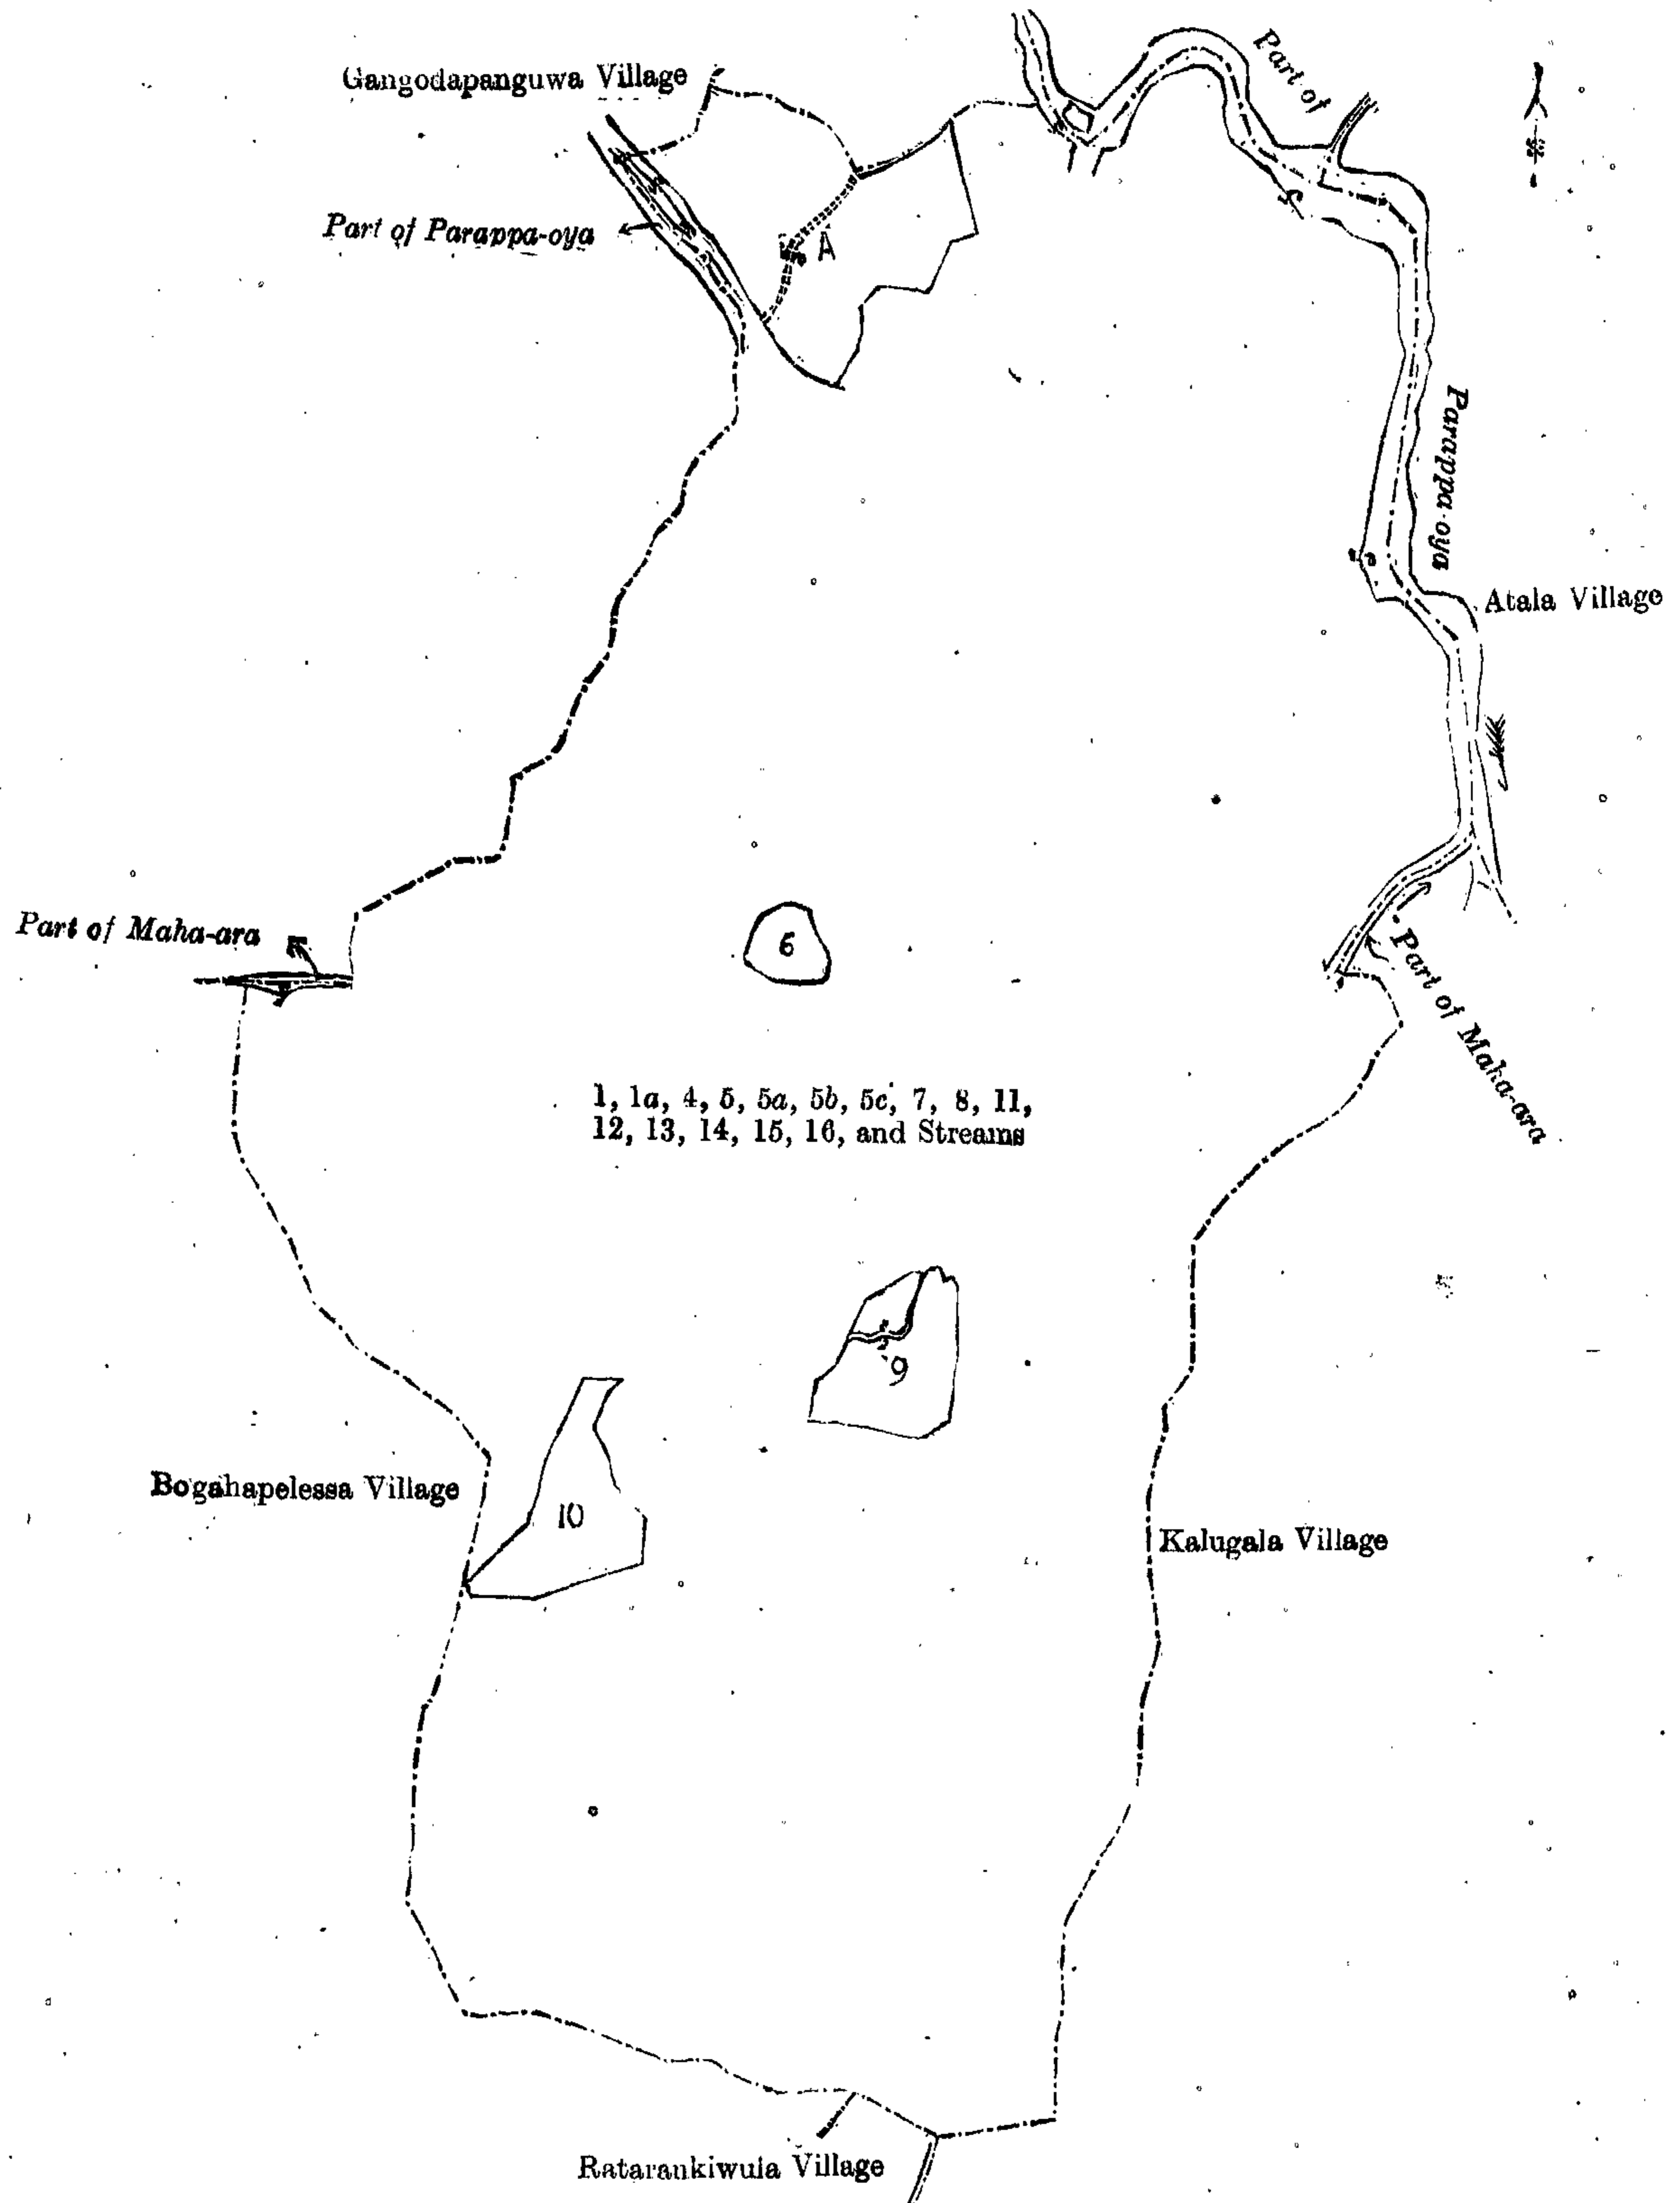 Gangodapanguwa Village
Part of
Part of Parappa-oya
A
Parappa-oya
Atala Village
Part of Maha-ara
6
Part of Maha-ara
1, 1a, 4, 5, 5a, 5b, 5c, 7, 8, 11,
12, 13, 14, 15, 16, and Streams
9
Bogahapelessa Village
10
Kalugala Village
Ratarankiwula Village